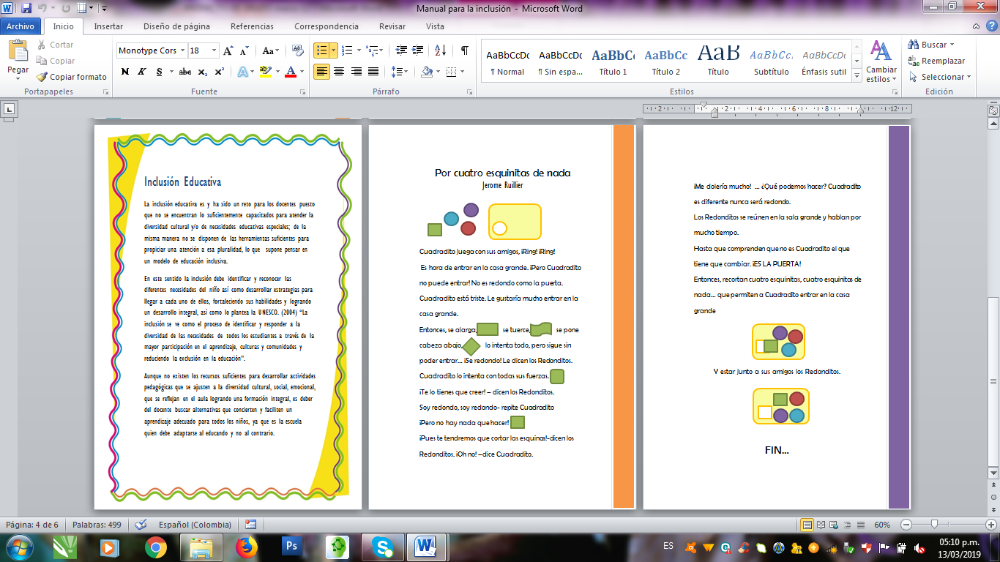 Manual para la inclusión - Microsoft Word
Archivo Inicio Insertar Diseño de página Referencias Correspondencia Revisar Vista
Pegar
Cortar
Copiar
Copiar formato
Portapapeles
Monotype Cors 18
Fuente
Párrafo
AaBbCcDc AaBbCcDc AaBbCc AaBbCc AaB AaBbCc. AaBbCcDc
¶ Normal ¶ Sin espa... Título 1 Título 2 Título Subtítulo Énfasis sutil
Cambiar estilos
Estilos
Buscar
Reemplazar
Seleccionar
Edición
2 2 4 6 8 12
Inclusión Educativa
La inclusión educativa es y ha sido un reto para los docentes puesto
que no se encuentran lo suficientemente capacitados para atender la
diversidad cultural y/o de necesidades educativas especiales; de la
misma manera no se disponen de las herramientas suficientes para
propiciar una atención a esa pluralidad, lo que supone pensar en
un modelo de educación inclusiva.
En este sentido la inclusión debe identificar y reconocer las
diferentes necesidades del niño así como desarrollar estrategias para
llegar a cada uno de ellos, fortaleciendo sus habilidades y logrando
un desarrollo integral, así como lo plantea la UNESCO. (2004) “La
inclusión se ve como el proceso de identificar y responder a la
diversidad de las necesidades de todos los estudiantes a través de la
mayor participación en el aprendizaje, culturas y comunidades y
reduciendo la exclusión en la educación”.
Aunque no existen los recursos suficientes para desarrollar actividades
pedagógicas que se ajusten a la diversidad cultural, social, emocional,
que se reflejan en el aula logrando una formación integral, es deber
del docente buscar alternativas que concierten y faciliten un
aprendizaje adecuado para todos los niños, ya que es la escuela
quien debe adaptarse al educando y no al contrario.
Por cuatro esquinitas de nada
Jerome Ruillier
Cuadradito juega con sus amigos, ¡Ring! ¡Ring!
Es hora de entrar en la casa grande. ¡Pero Cuadradito
no puede entrar! No es redondo como la puerta.
Cuadradito está triste. Le gustaría mucho entrar en la
casa grande.
Entonces, se alarga, se tuerce, se pone
cabeza abajo, lo intenta todo, pero sigue sin
poder entrar... ¡Se redondo! Le dicen los Redonditos.
Cuadradito lo intenta con todas sus fuerzas.
¡Te lo tienes que creer! – dicen los Redonditos.
Soy redondo, soy redondo- repite Cuadradito
¡Pero no hay nada que hacer!
¡Pues te tendremos que cortar las esquinas!-dicen los
Redonditos. ¡Oh no! –dice Cuadradito.
¡Me dolería mucho! ... ¿Qué podemos hacer? Cuadradito
es diferente nunca será redondo.
Los Redonditos se reúnen en la sala grande y hablan por
mucho tiempo.
Hasta que comprenden que no es Cuadradito el que
tiene que cambiar. ¡ES LA PUERTA!
Entonces, recortan cuatro esquinitas, cuatro esquinitas de
nada... que permiten a Cuadradito entrar en la casa
grande
Y estar junto a sus amigos los Redonditos.
FIN...
Página: 4 de 6 Palabras: 499 Español (Colombia) 60%
ES 05:10 p.m.
13/03/2019